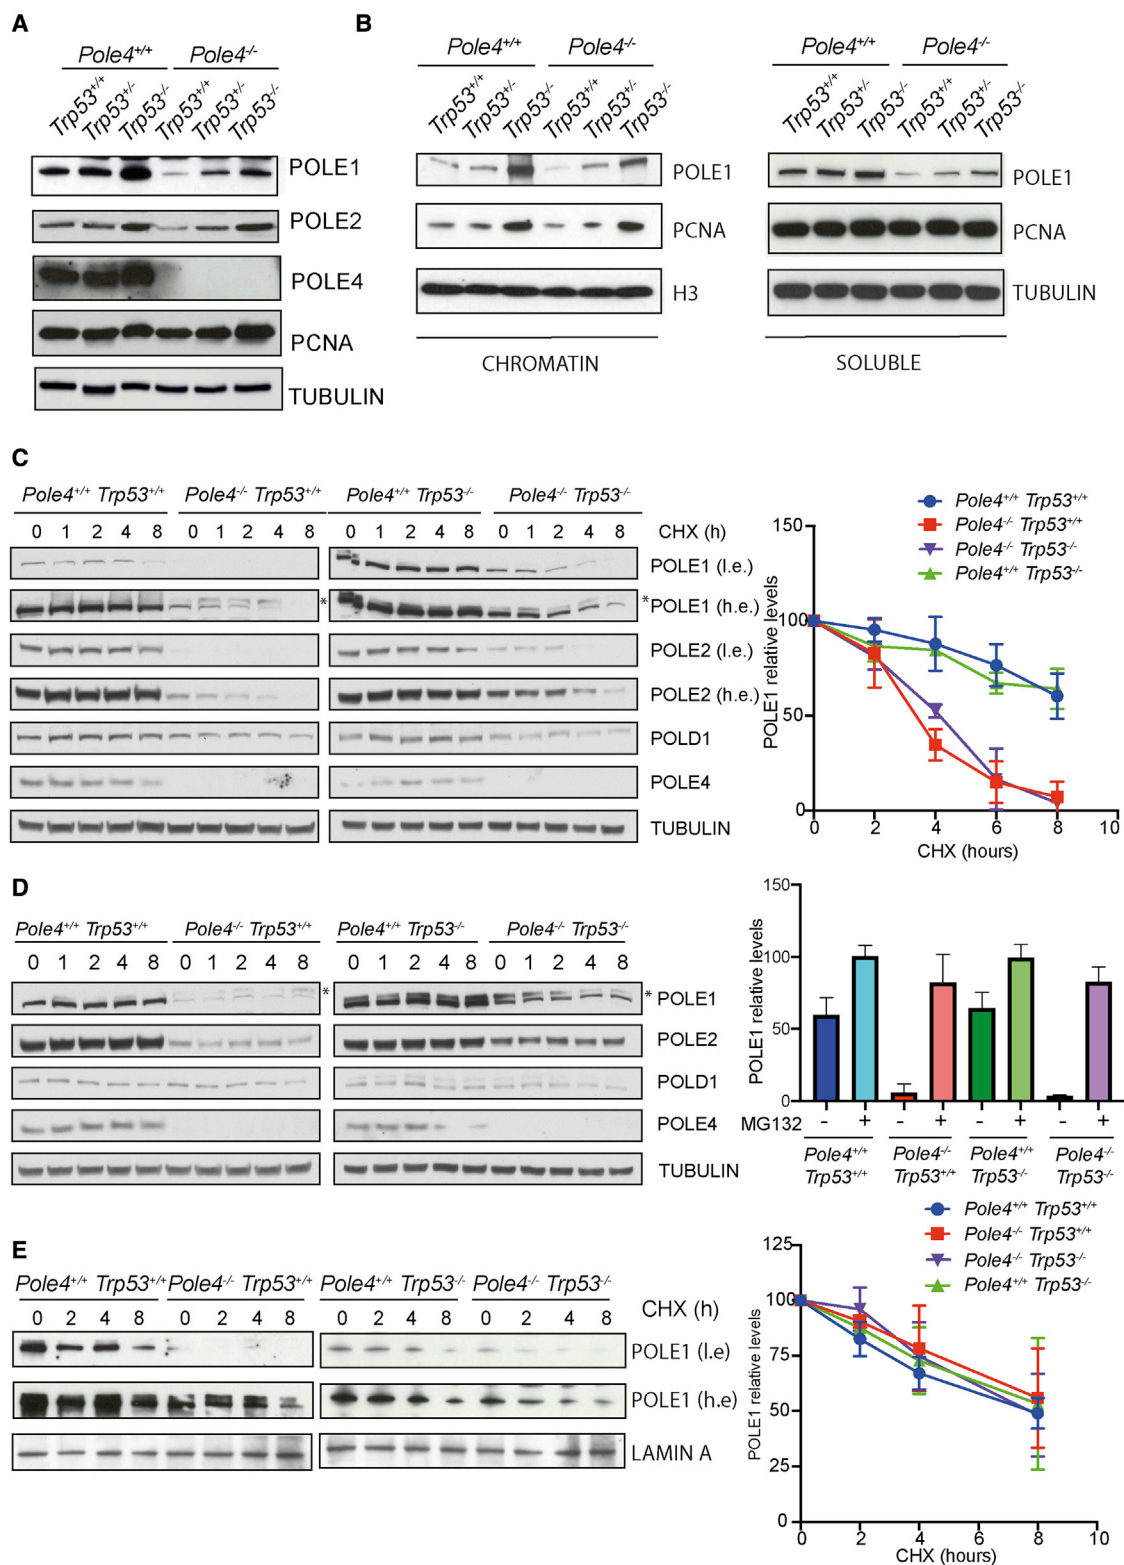 A
Pole4+/+ Pole4-/-
Trp53+/+ Trp53+/- Trp53-/- Trp53+/+ Trp53+/- Trp53-/-
POLE1
POLE2
POLE4
PCNA
TUBULIN
B
Pole4+/+ Pole4-/-
Trp53+/+ Trp53+/- Trp53-/- Trp53+/+ Trp53+/- Trp53-/-
POLE1
PCNA
H3
CHROMATIN
Pole4+/+ Pole4-/-
Trp53+/+ Trp53+/- Trp53-/- Trp53+/+ Trp53+/- Trp53-/-
POLE1
PCNA
TUBULIN
SOLUBLE
C
Pole4+/+ Trp53+/+ Pole4-/- Trp53+/+ Pole4+/+ Trp53-/- Pole4-/- Trp53-/-
0 1 2 4 8 0 1 2 4 8 0 1 2 4 8 0 1 2 4 8 CHX (h)
POLE1 (l.e.)
* * POLE1 (h.e.)
POLE2 (l.e.)
POLE2 (h.e.)
POLD1
POLE4
TUBULIN
Pole4+/+ Trp53+/+
Pole4-/- Trp53+/+
Pole4-/- Trp53-/-
Pole4+/+ Trp53-/-
POLE1 relative levels
150
100
50
0
0 2 4 6 8 10
CHX (hours)
D
Pole4+/+ Trp53+/+ Pole4-/- Trp53+/+ Pole4+/+ Trp53-/- Pole4-/- Trp53-/-
0 1 2 4 8 0 1 2 4 8 0 1 2 4 8 0 1 2 4 8
* * POLE1
POLE2
POLD1
POLE4
TUBULIN
POLE1 relative levels
150
100
50
0
MG132 - + - + - + - +
Pole4+/+ Pole4-/- Pole4+/+ Pole4-/-
Trp53+/+ Trp53+/+ Trp53-/- Trp53-/-
E
Pole4+/+ Trp53+/+ Pole4-/- Trp53+/+ Pole4+/+ Trp53-/- Pole4-/- Trp53-/-
0 2 4 8 0 2 4 8 0 2 4 8 0 2 4 8 CHX (h)
POLE1 (l.e)
POLE1 (h.e)
LAMIN A
Pole4+/+ Trp53+/+
Pole4-/- Trp53+/+
Pole4-/- Trp53-/-
Pole4+/+ Trp53-/-
POLE1 relative levels
125
100
75
50
25
0
0 2 4 6 8 10
CHX (hours)